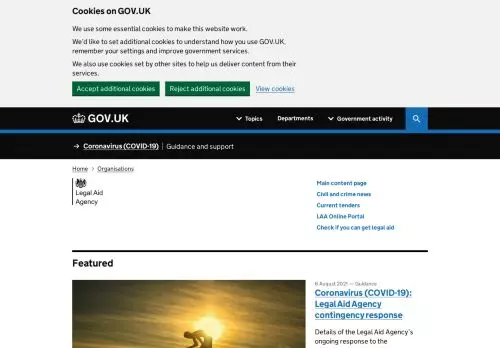 Cookies on GOV.UK
We use some essential cookies to make this website work.
We'd like to set additional cookies to understand how you use GOV.UK,
remember your settings and improve government services.
We also use cookies set by other sites to help us deliver content from their
services.
Accept additional cookies Reject additional cookies View cookies
GOV.UK Topics Departments Government activity
→ Coronavirus (COVID-19) Guidance and support
Home > Organisations
Legal Aid
Agency
Main content page
Civil and crime news
Current tenders
LAA Online Portal
Check if you can get legal aid
Featured
6 August 2021 — Guidance
Coronavirus (COVID-19):
Legal Aid Agency
contingency response
Details of the Legal Aid Agency's
ongoing response to the